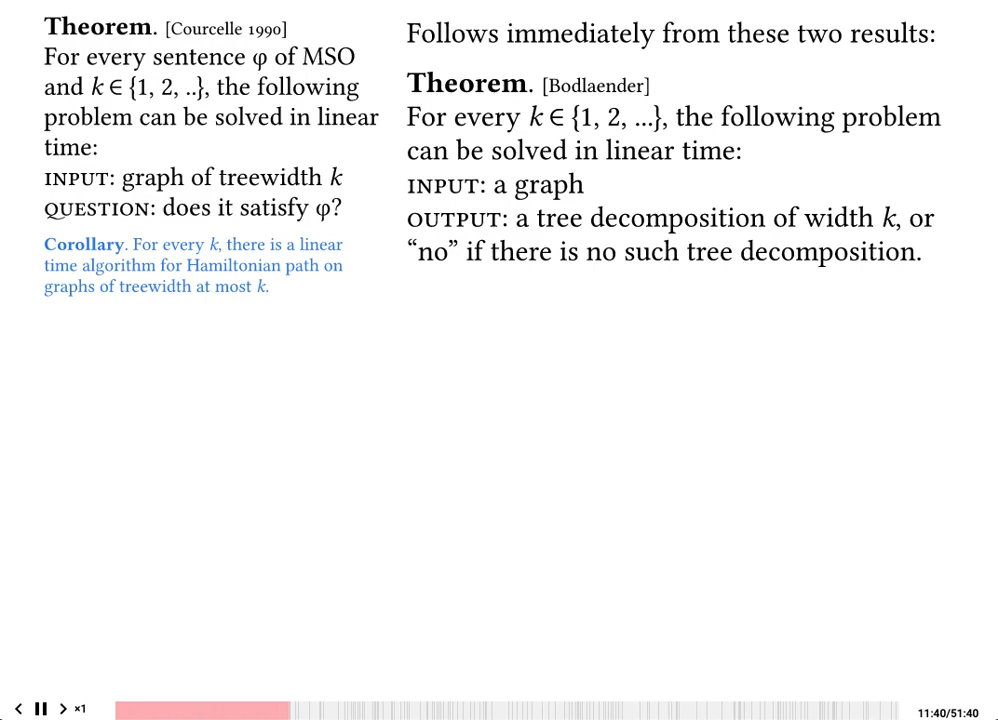 Theorem. [Courcelle 1990]
For every sentence φ of MSO
and k ∈ {1, 2, ..}, the following
problem can be solved in linear
time:
INPUT: graph of treewidth k
QUESTION: does it satisfy φ?
Corollary. For every k, there is a linear
time algorithm for Hamiltonian path on
graphs of treewidth at most k.
Follows immediately from these two results:
Theorem. [Bodlaender]
For every k ∈ {1, 2, ...}, the following problem
can be solved in linear time:
INPUT: a graph
OUTPUT: a tree decomposition of width k, or
“no” if there is no such tree decomposition.
×1
11:40/51:40